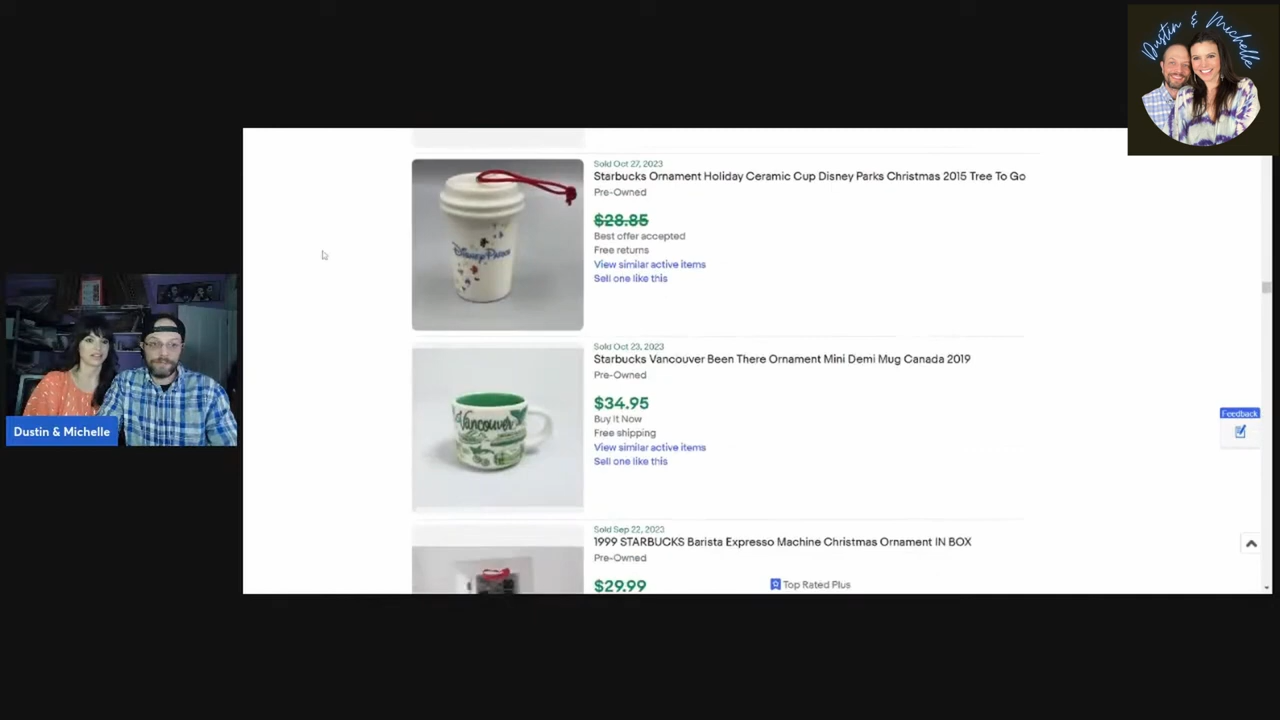 Dustin & Michelle
Sold Oct 27, 2023
Starbucks Ornament Holiday Ceramic Cup Disney Parks Christmas 2015 Tree To Go
Pre-Owned
$28.85
Best offer accepted
Free returns
View similar active items
Sell one like this
Disney Parks
Sold Oct 23, 2023
Starbucks Vancouver Been There Ornament Mini Demi Mug Canada 2019
Pre-Owned
$34.95
Buy It Now
Free shipping
View similar active items
Sell one like this
Vancouver
Feedback
Dustin & Michelle
Sold Sep 22, 2023
1999 STARBUCKS Barista Expresso Machine Christmas Ornament IN BOX
Pre-Owned
$29.99
Top Rated Plus